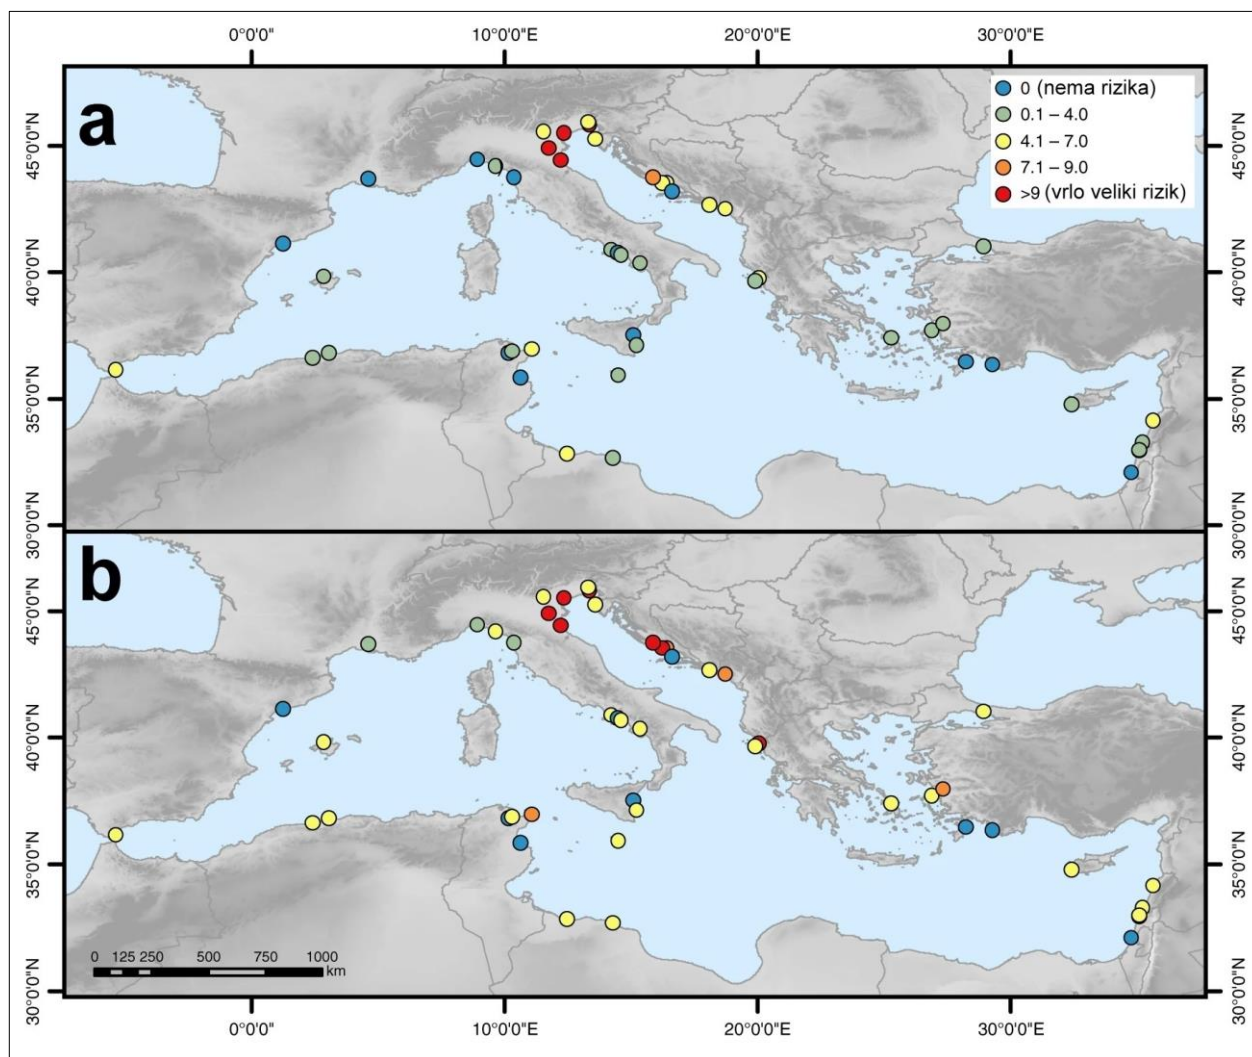 0°0'0" 10°0'0"E 20°0'0"E 30°0'0"E
a
0 (nema rizika)
0.1 – 4.0
4.1 – 7.0
7.1 – 9.0
>9 (vrlo veliki rizik)
45°0'0"N 45°0'0"N
40°0'0"N 40°0'0"N
35°0'0"N 35°0'0"N
30°0'0"N 30°0'0"N
b
45°0'0"N 45°0'0"N
40°0'0"N 40°0'0"N
35°0'0"N 35°0'0"N
0 125 250 500 750 1000
km
30°0'0"N 30°0'0"N
0°0'0" 10°0'0"E 20°0'0"E 30°0'0"E